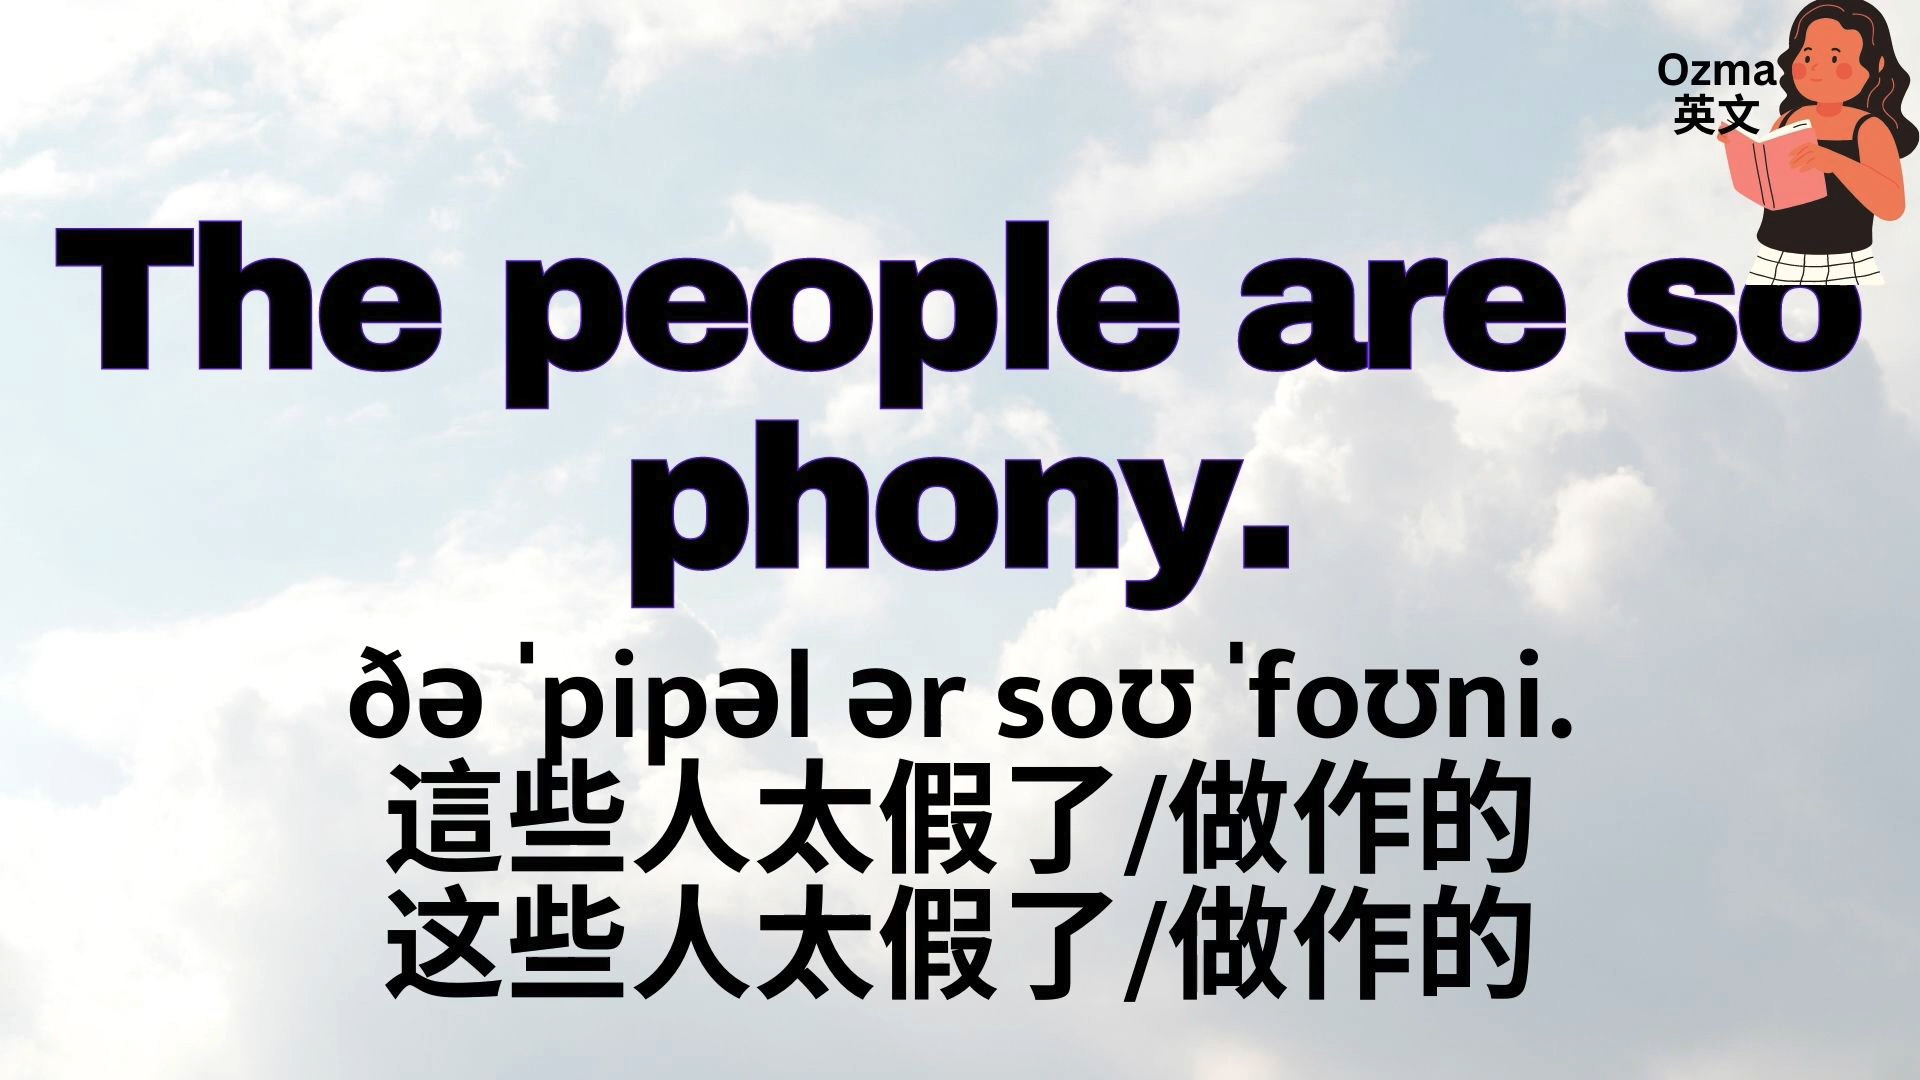 Ozma
英文
The people are so
phony.
ðə ˈpipəl ər soʊ ˈfoʊni.
這些人太假了/做作的
这些人太假了/做作的